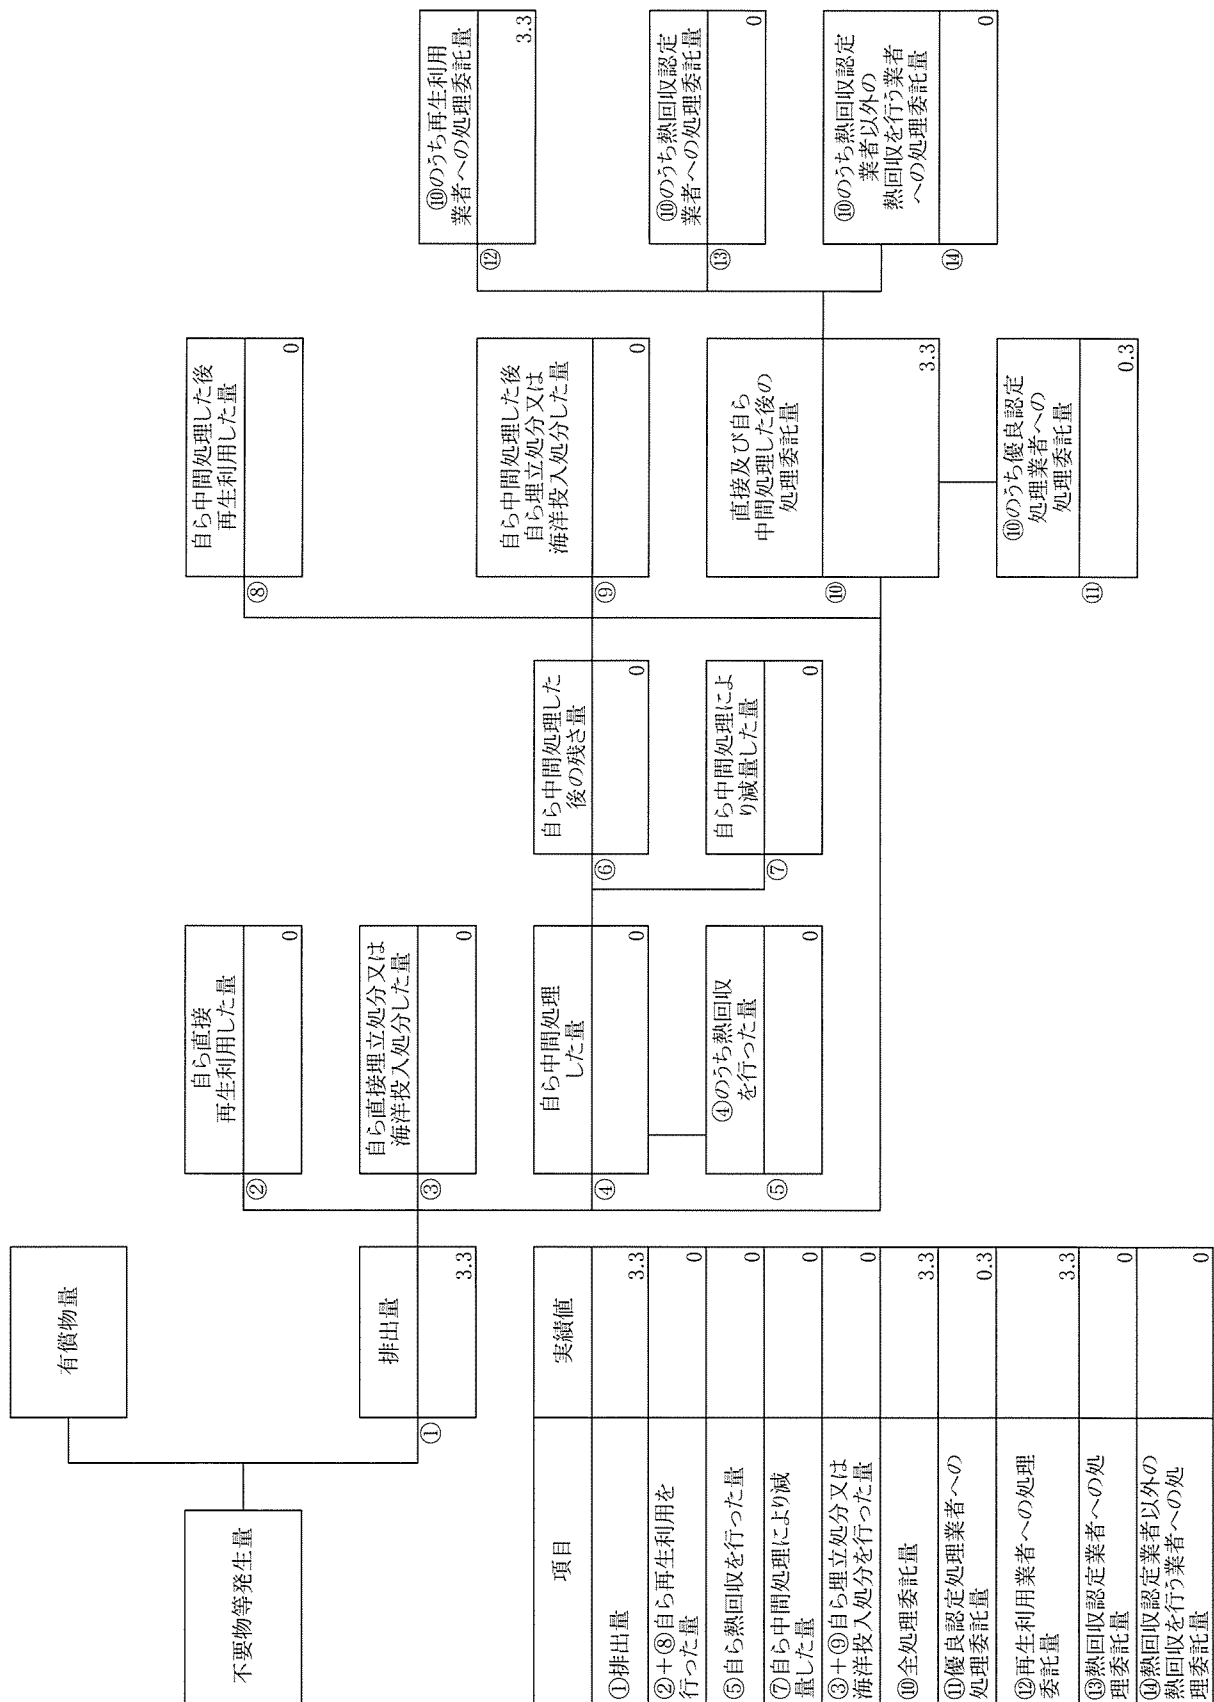 不要物等発生量
有償物量
排出量
①
3.3
自ら直接
再生利用した量
②
0
自ら直接埋立処分又は
海洋投入処分した量
③
0
自ら中間処理
した量
④
0
④のうち熱回収
を行った量
⑤
0
自ら中間処理した
後の残さ量
⑥
0
自ら中間処理によ
り減量した量
⑦
0
自ら中間処理した後
再生利用した量
⑧
0
自ら中間処理した後
自ら埋立処分又は
海洋投入処分した量
⑨
0
直接及び自ら
中間処理した後の
処理委託量
⑩
3.3
⑩のうち優良認定
処理業者への
処理委託量
⑪
0.3
⑩のうち再生利用
業者への処理委託量
⑫
3.3
⑩のうち熱回収認定
業者への処理委託量
⑬
0
⑩のうち熱回収認定
業者以外の
熱回収を行う業者
への処理委託量
⑭
0
項目 実績値
①排出量 3.3
②+⑧自ら再生利用を
行った量 0
⑤自ら熱回収を行った量 0
⑦自ら中間処理により減
量した量 0
③+⑨自ら埋立処分又は
海洋投入処分を行った量 0
⑩全処理委託量 3.3
⑪優良認定処理業者への
処理委託量 0.3
⑫再生利用業者への処理
委託量 3.3
⑬熱回収認定業者への処
理委託量 0
⑭熱回収認定業者以外の
熱回収を行う業者への処
理委託量 0